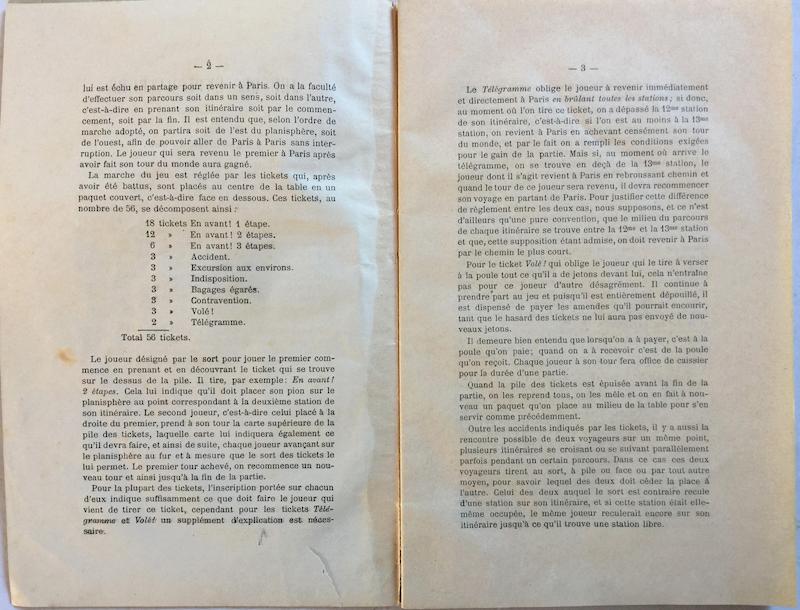 — 2 —
lui est échu en partage pour revenir à Paris. On a la faculté
d'effectuer son parcours soit dans un sens, soit dans l'autre,
c'est-à-dire en prenant son itinéraire soit par le commen-
cement, soit par la fin. Il est entendu que, selon l'ordre de
marche adopté, on partira soit de l'est du planisphère, soit
de l'ouest, afin de pouvoir aller de Paris à Paris sans inter-
ruption. Le joueur qui sera revenu le premier à Paris après
avoir fait son tour du monde aura gagné.
La marche du jeu est réglée par les tickets qui, après
avoir été battus, sont placés au centre de la table en un
paquet couvert, c'est-à-dire face en dessous. Ces tickets, au
nombre de 56, se décomposent ainsi :
18 tickets En avant! 1 étape.
12 » En avant! 2 étapes.
6 » En avant! 3 étapes.
3 » Accident.
3 » Excursion aux environs.
3 » Indisposition.
3 » Bagages égarés.
3 » Contravention.
3 » Volé!
2 » Télégramme.
Total 56 tickets.
Le joueur désigné par le sort pour jouer le premier com-
mence en prenant et en découvrant le ticket qui se trouve
sur le dessus de la pile. Il tire, par exemple: En avant!
2 étapes. Cela lui indique qu'il doit placer son pion sur le
planisphère au point correspondant à la deuxième station de
son itinéraire. Le second joueur, c'est-à-dire celui placé à la
droite du premier, prend à son tour la carte supérieure de la
pile des tickets, laquelle carte lui indiquera également ce
qu'il devra faire, et ainsi de suite, chaque joueur avançant sur
le planisphère au fur et à mesure que le sort des tickets le
lui permet. Le premier tour achevé, on recommence un nou-
veau tour et ainsi jusqu'à la fin de la partie.
Pour la plupart des tickets, l'inscription portée sur chacun
d'eux indique suffisamment ce que doit faire le joueur qui
vient de tirer ce ticket, cependant pour les tickets Télé-
gramme et Volé! un supplément d'explication est néces-
saire.
— 3 —
Le Télégramme oblige le joueur à revenir immédiatement
et directement à Paris en brûlant toutes les stations; si donc,
au moment où l'on tire ce ticket, on a dépassé la 12me station
de son itinéraire, c'est-à-dire si l'on est au moins à la 13me
station, on revient à Paris en achevant censément son tour
du monde, et par le fait on a rempli les conditions exigées
pour le gain de la partie. Mais si, au moment où arrive le
télégramme, on se trouve en deçà de la 13me station, le
joueur dont il s'agit revient à Paris en rebroussant chemin et
quand le tour de ce joueur sera revenu, il devra recommencer
son voyage en partant de Paris. Pour justifier cette différence
de règlement entre les deux cas, nous supposons, et ce n'est
d'ailleurs qu'une pure convention, que le milieu du parcours
de chaque itinéraire se trouve entre la 12me et la 13me station
et que, cette supposition étant admise, on doit revenir à Paris
par le chemin le plus court.
Pour le ticket Volé! qui oblige le joueur qui le tire à verser
à la poule tout ce qu'il a de jetons devant lui, cela n'entraîne
pas pour ce joueur d'autre désagrément. Il continue à
prendre part au jeu et puisqu'il est entièrement dépouillé, il
est dispensé de payer les amendes qu'il pourrait encourir,
tant que le hasard des tickets ne lui aura pas envoyé de nou-
veaux jetons.
Il demeure bien entendu que lorsqu'on a à payer, c'est à la
poule qu'on paie; quand on a à recevoir c'est de la poule
qu'on reçoit. Chaque joueur à son tour fera office de caissier
pour la durée d'une partie.
Quand la pile des tickets est épuisée avant la fin de la
partie, on les reprend tous, on les mêle et on en fait à nou-
veau un paquet qu'on place au milieu de la table pour s'en
servir comme précédemment.
Outre les accidents indiqués par les tickets, il y a aussi la
rencontre possible de deux voyageurs sur un même point,
plusieurs itinéraires se croisant ou se suivant parallèlement
parfois pendant un certain parcours. Dans ce cas ces deux
voyageurs tirent au sort, à pile ou face ou par tout autre
moyen, pour savoir lequel des deux doit céder la place à
l'autre. Celui des deux auquel le sort est contraire recule
d'une station sur son itinéraire, et si cette station était elle-
même occupée, le même joueur reculerait encore sur son
itinéraire jusqu'à ce qu'il trouve une station libre.